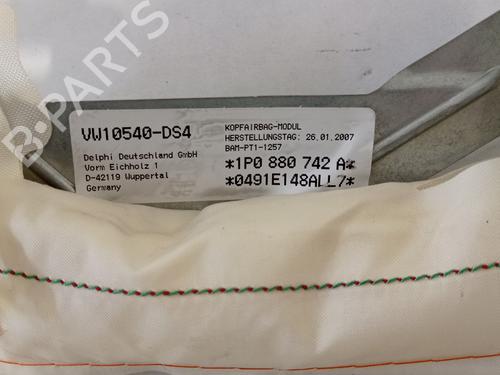 VW10540-DS4
Delphi Deutschland GmbH
Vorm Eichholz 1
D-42119 Wuppertal
Germany
KOPFAIRBAG-MODUL
HERSTELLUNGSTAG: 26.01.2007
BAM-PT1-1257
*1P0 880 742 A*
*0491E148ALL7*
B-PARTS